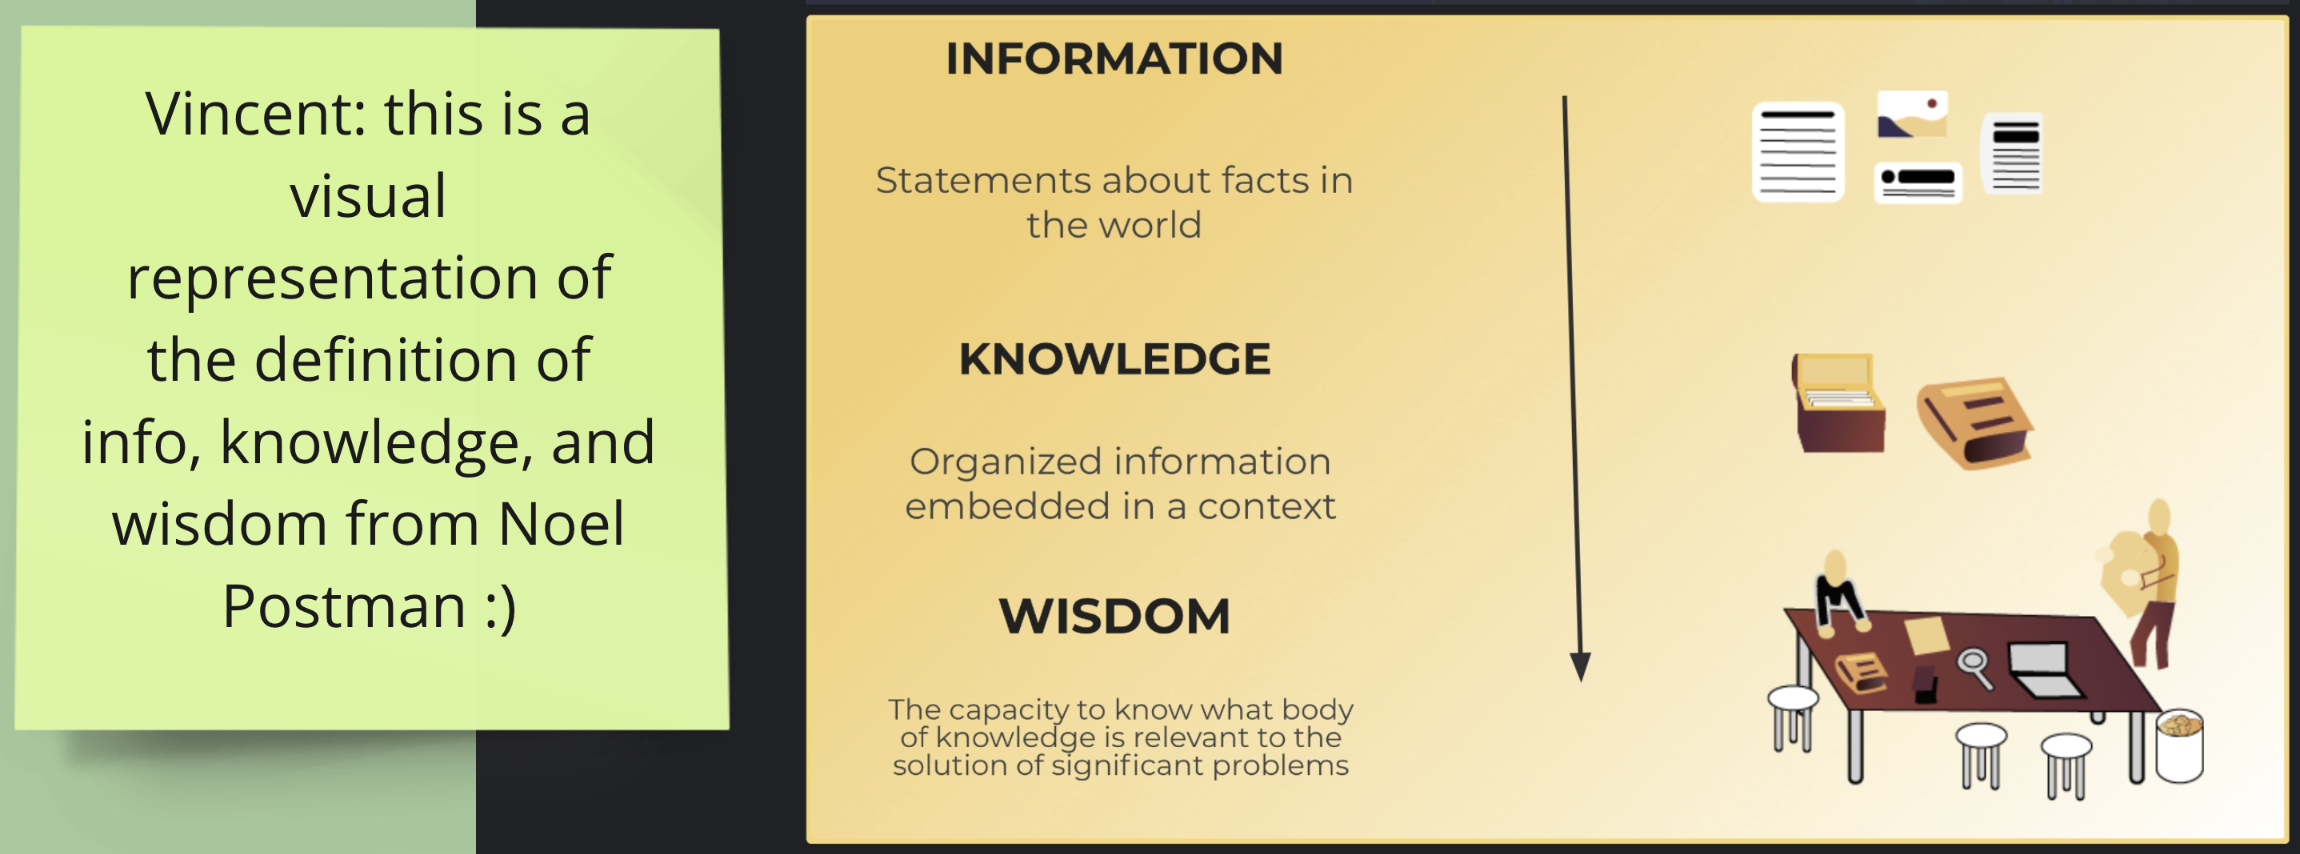 Vincent: this is a
visual
representation of
the definition of
info, knowledge, and
wisdom from Noel
Postman :)
INFORMATION
Statements about facts in
the world
KNOWLEDGE
Organized information
embedded in a context
WISDOM
The capacity to know what body
of knowledge is relevant to the
solution of significant problems